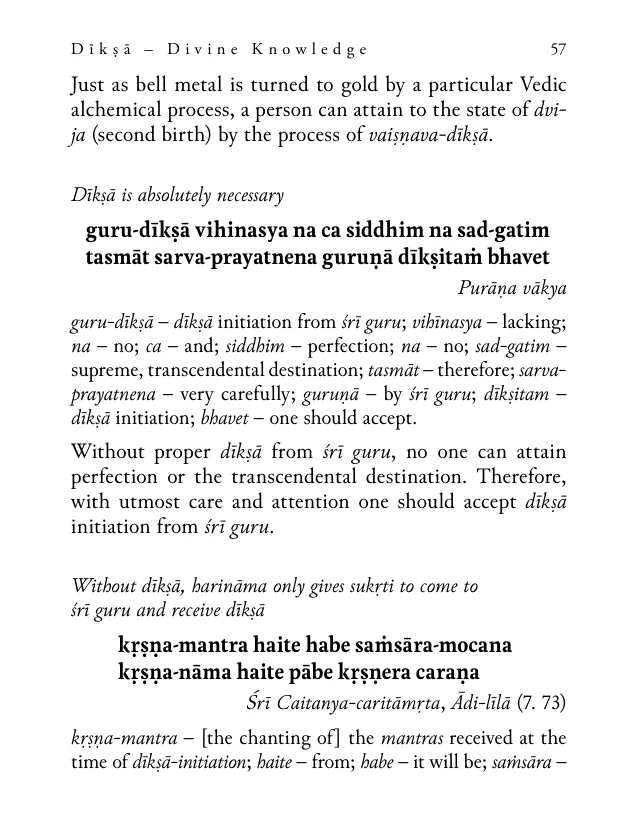 Dīkṣā – Divine Knowledge 57
Just as bell metal is turned to gold by a particular Vedic
alchemical process, a person can attain to the state of dvi-
ja (second birth) by the process of vaiṣṇava-dīkṣā.
Dīkṣā is absolutely necessary
guru-dīkṣā vihinasya na ca siddhim na sad-gatim
tasmāt sarva-prayatnena guruṇā dīkṣitaṁ bhavet
Purāṇa vākya
guru-dīkṣā – dīkṣā initiation from śrī guru; vihīnasya – lacking;
na – no; ca – and; siddhim – perfection; na – no; sad-gatim –
supreme, transcendental destination; tasmāt – therefore; sarva-
prayatnena – very carefully; guruṇā – by śrī guru; dīkṣitam –
dīkṣā initiation; bhavet – one should accept.
Without proper dīkṣā from śrī guru, no one can attain
perfection or the transcendental destination. Therefore,
with utmost care and attention one should accept dīkṣā
initiation from śrī guru.
Without dīkṣā, harināma only gives sukṛti to come to
śrī guru and receive dīkṣā
kṛṣṇa-mantra haite habe saṁsāra-mocana
kṛṣṇa-nāma haite pābe kṛṣṇera caraṇa
Śrī Caitanya-caritāmṛta, Ādi-līlā (7. 73)
kṛṣṇa-mantra – [the chanting of] the mantras received at the
time of dīkṣā-initiation; haite – from; habe – it will be; saṁsāra –